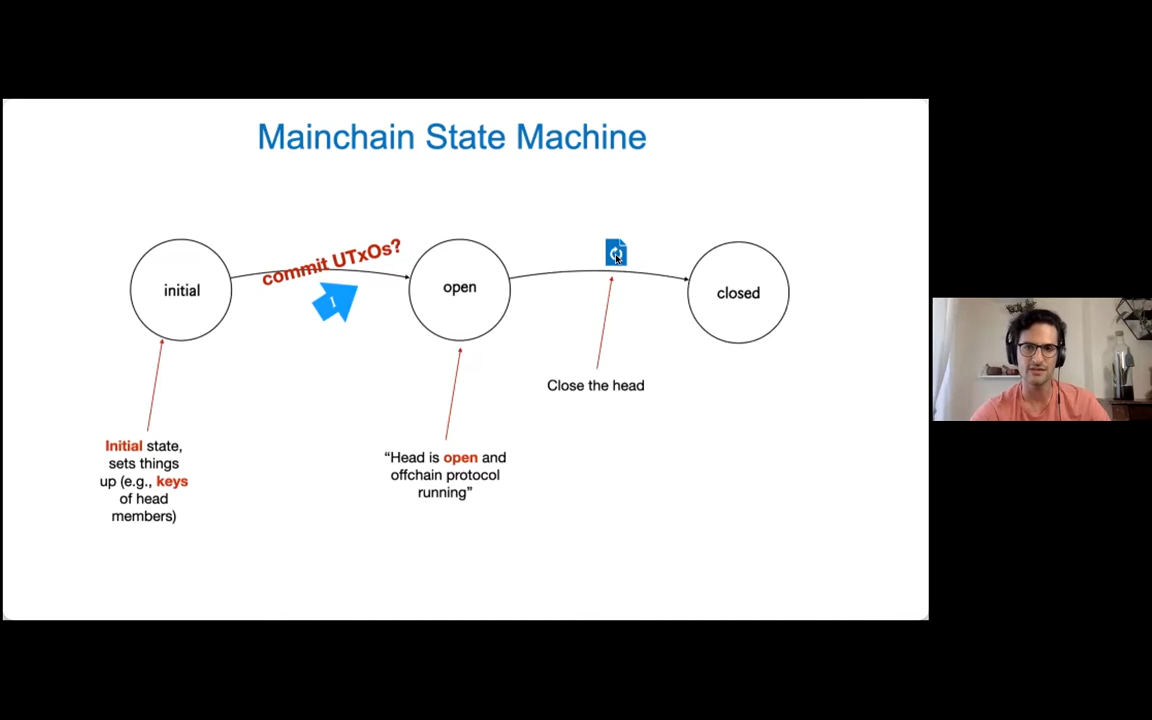 Mainchain State Machine
commit UTxOs?
I
initial
open
closed
Close the head
Initial state,
sets things
up (e.g., keys
of head
members)
“Head is open and
offchain protocol
running”